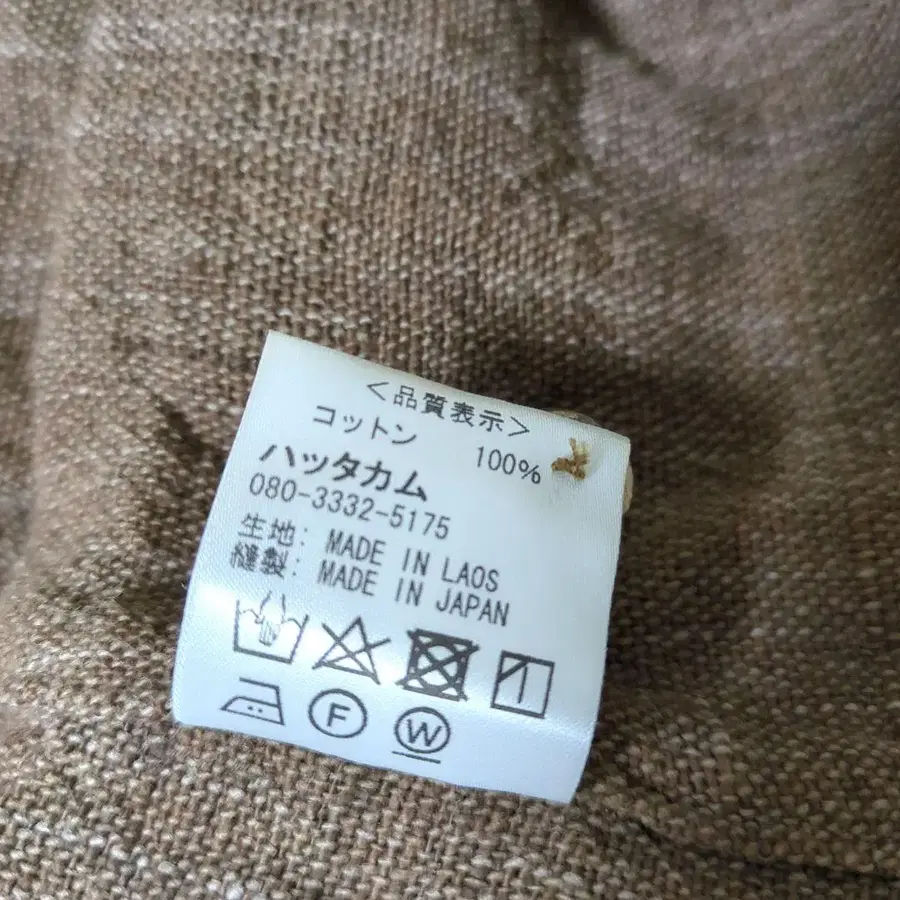 <品質表示>
コットン 100%
ハッタカム
080-3332-5175
生地: MADE IN LAOS
縫製: MADE IN JAPAN
F W